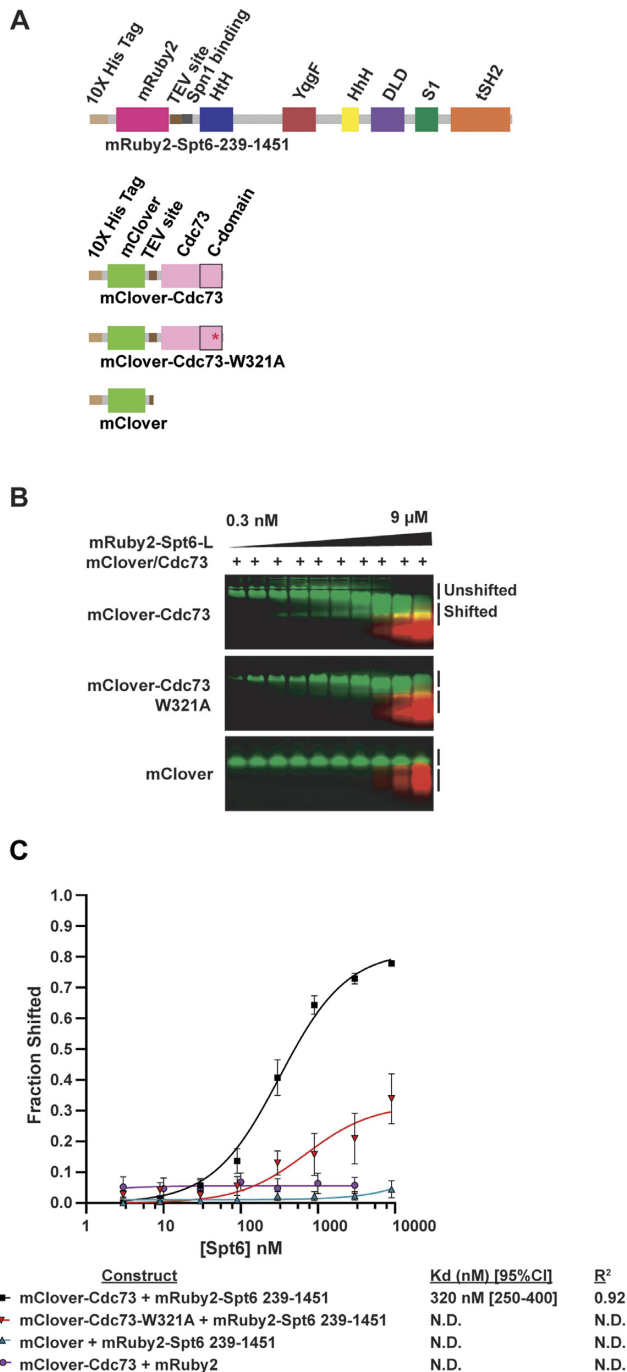 A
10X His Tag
mRuby2
TEV site
Spn1 binding
HtH
YqgF
HhH
DLD
S1
tSH2
mRuby2-Spt6-239-1451
10X His Tag
mClover
TEV site
Cdc73
C-domain
mClover-Cdc73
*
mClover-Cdc73-W321A
mClover
B
0.3 nM 9 µM
mRuby2-Spt6-L
mClover/Cdc73 + + + + + + + + + +
mClover-Cdc73
Unshifted
Shifted
mClover-Cdc73
W321A
mClover
C
Fraction Shifted
1.0
0.9
0.8
0.7
0.6
0.5
0.4
0.3
0.2
0.1
0.0
1 10 100 1000 10000
[Spt6] nM
Construct Kd (nM) [95%CI] R²
mClover-Cdc73 + mRuby2-Spt6 239-1451 320 nM [250-400] 0.92
mClover-Cdc73-W321A + mRuby2-Spt6 239-1451 N.D. N.D.
mClover + mRuby2-Spt6 239-1451 N.D. N.D.
mClover-Cdc73 + mRuby2 N.D. N.D.